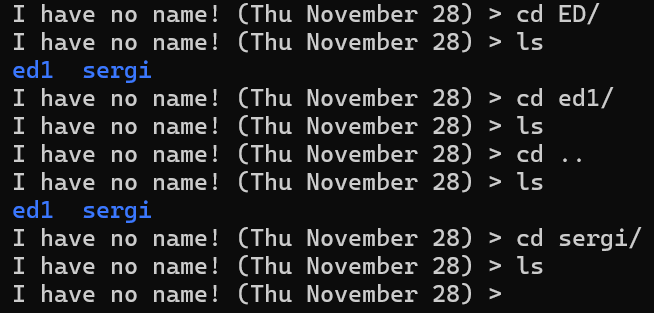 I have no name! (Thu November 28) > cd ED/
I have no name! (Thu November 28) > ls
ed1  sergi
I have no name! (Thu November 28) > cd ed1/
I have no name! (Thu November 28) > ls
I have no name! (Thu November 28) > cd ..
I have no name! (Thu November 28) > ls
ed1  sergi
I have no name! (Thu November 28) > cd sergi/
I have no name! (Thu November 28) > ls
I have no name! (Thu November 28) >